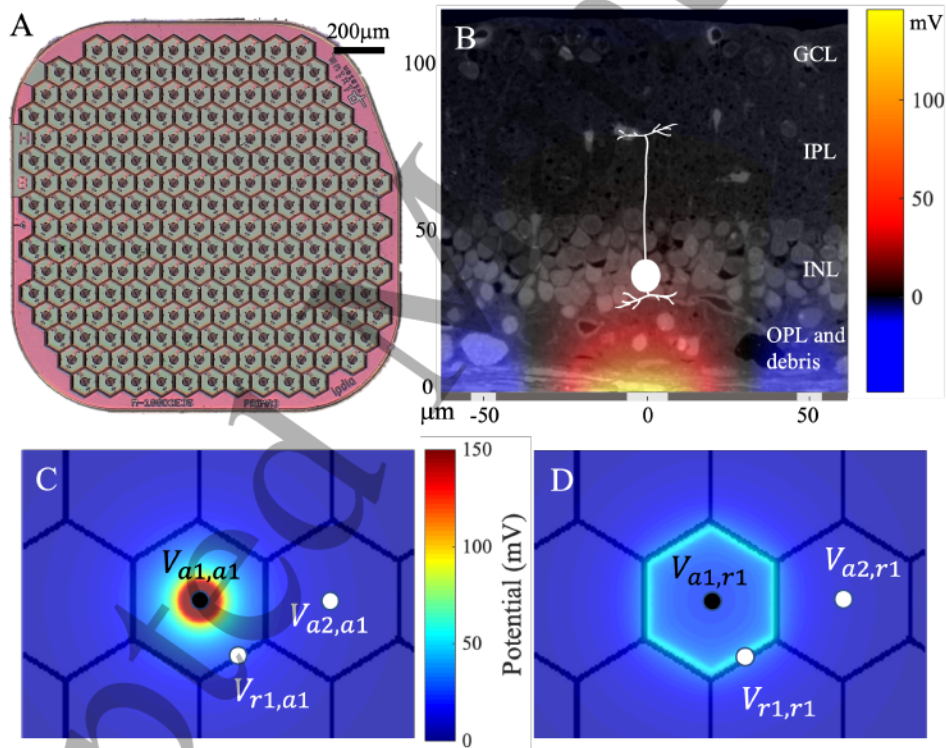 A
200μm
B
mV
100
50
0
μm
GCL
IPL
INL
OPL and
debris
-50
0
50
100
50
0
C
V_{a1,a1}
V_{a2,a1}
V_{r1,a1}
150
100
50
0
Potential (mV)
D
V_{a1,r1}
V_{a2,r1}
V_{r1,r1}